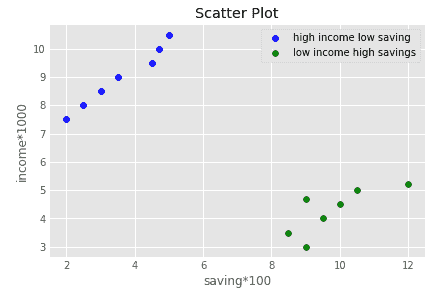 Scatter Plot
high income low saving
low income high savings
income*1000
10
9
8
7
6
5
4
3
2
4
6
8
10
12
saving*100